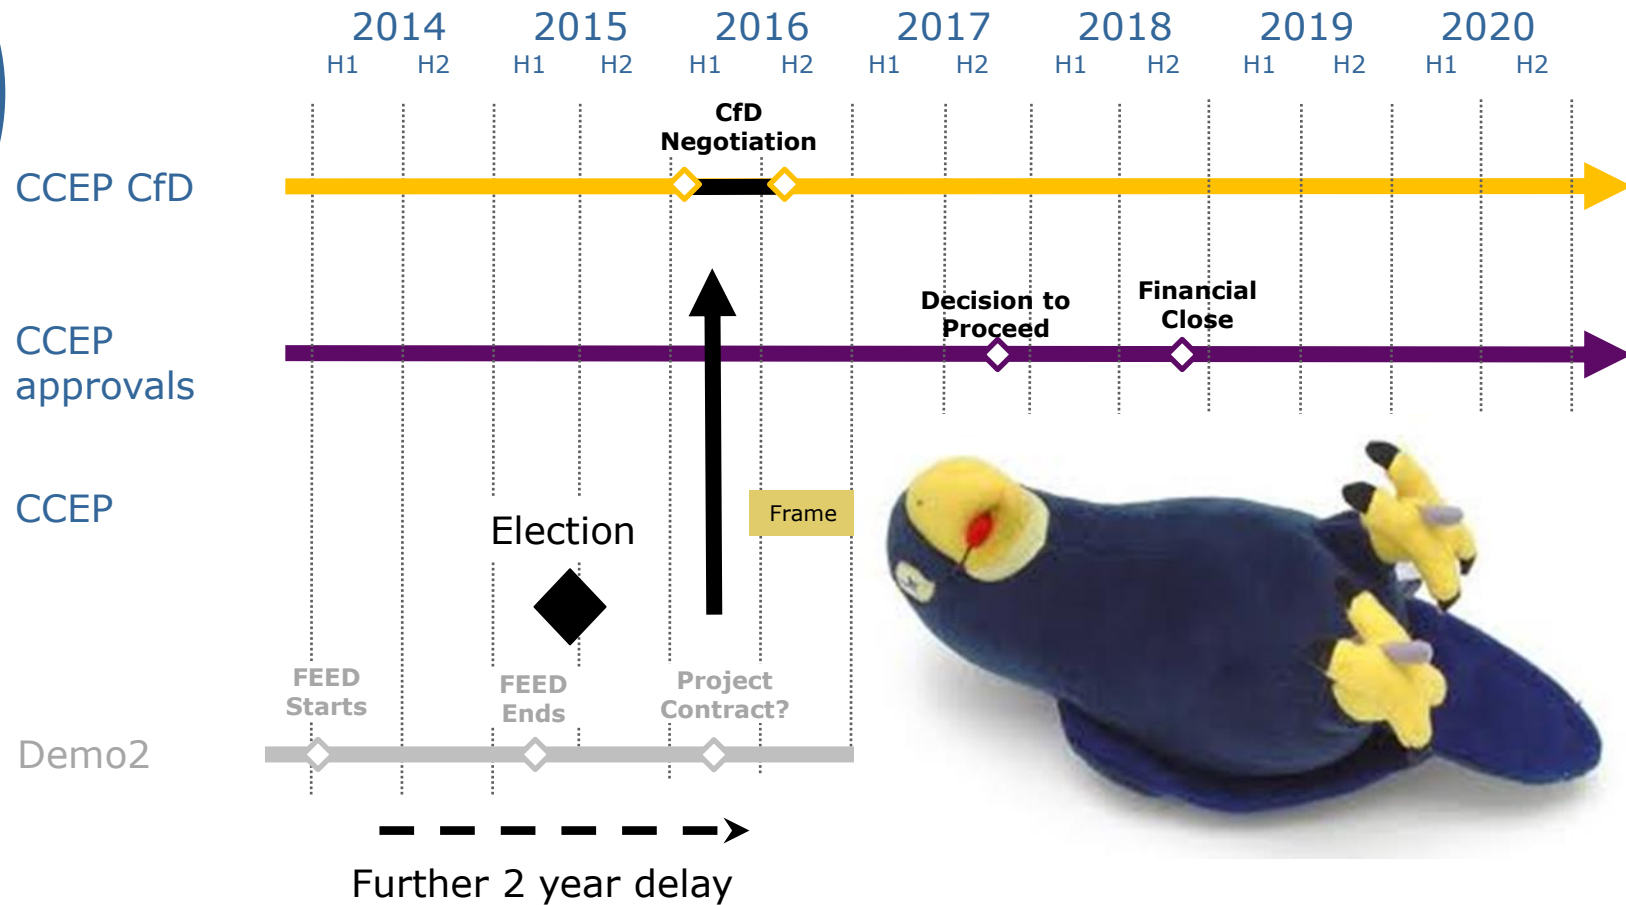 2014 2015 2016 2017 2018 2019 2020
H1 H2 H1 H2 H1 H2 H1 H2 H1 H2 H1 H2 H1 H2
CfD
Negotiation
CCEP CfD
Decision to
Proceed
Financial
Close
CCEP
approvals
CCEP
Election
Frame
FEED
Starts
FEED
Ends
Project
Contract?
Demo2
Further 2 year delay